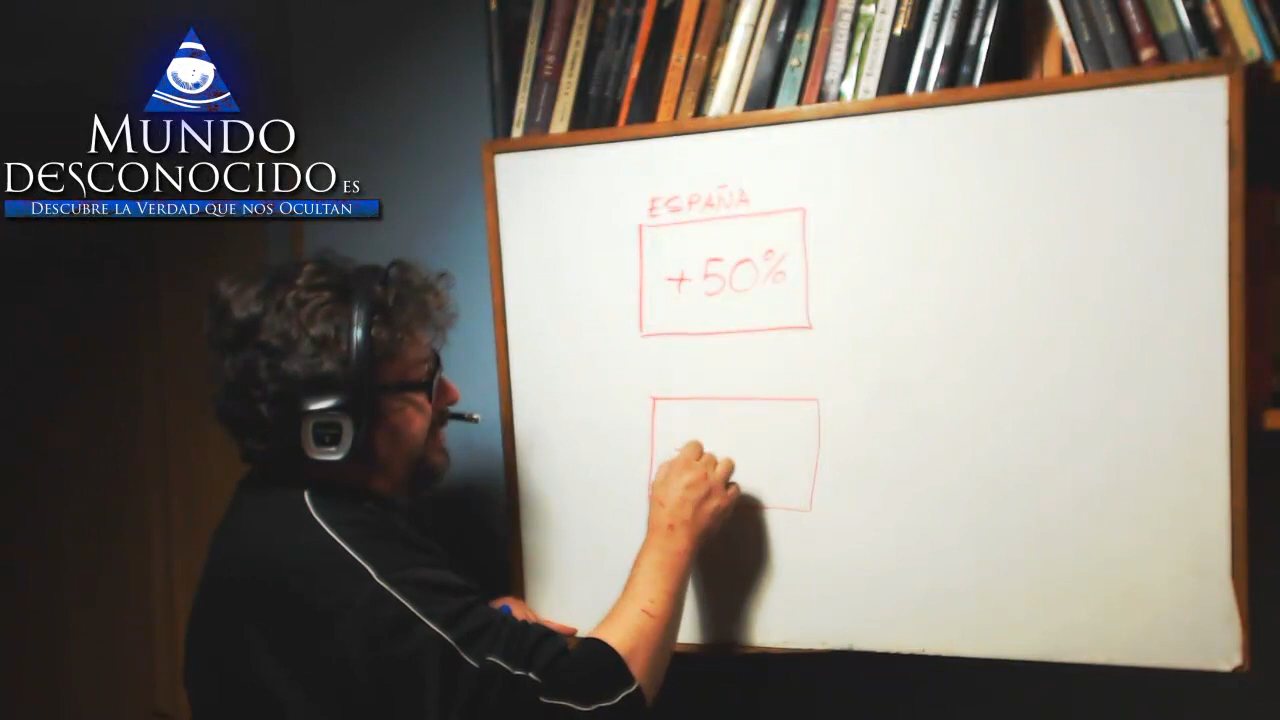 MUNDO
DESCONOCIDO.ES
DESCUBRE LA VERDAD QUE NOS OCULTAN
ESPAÑA
+50%